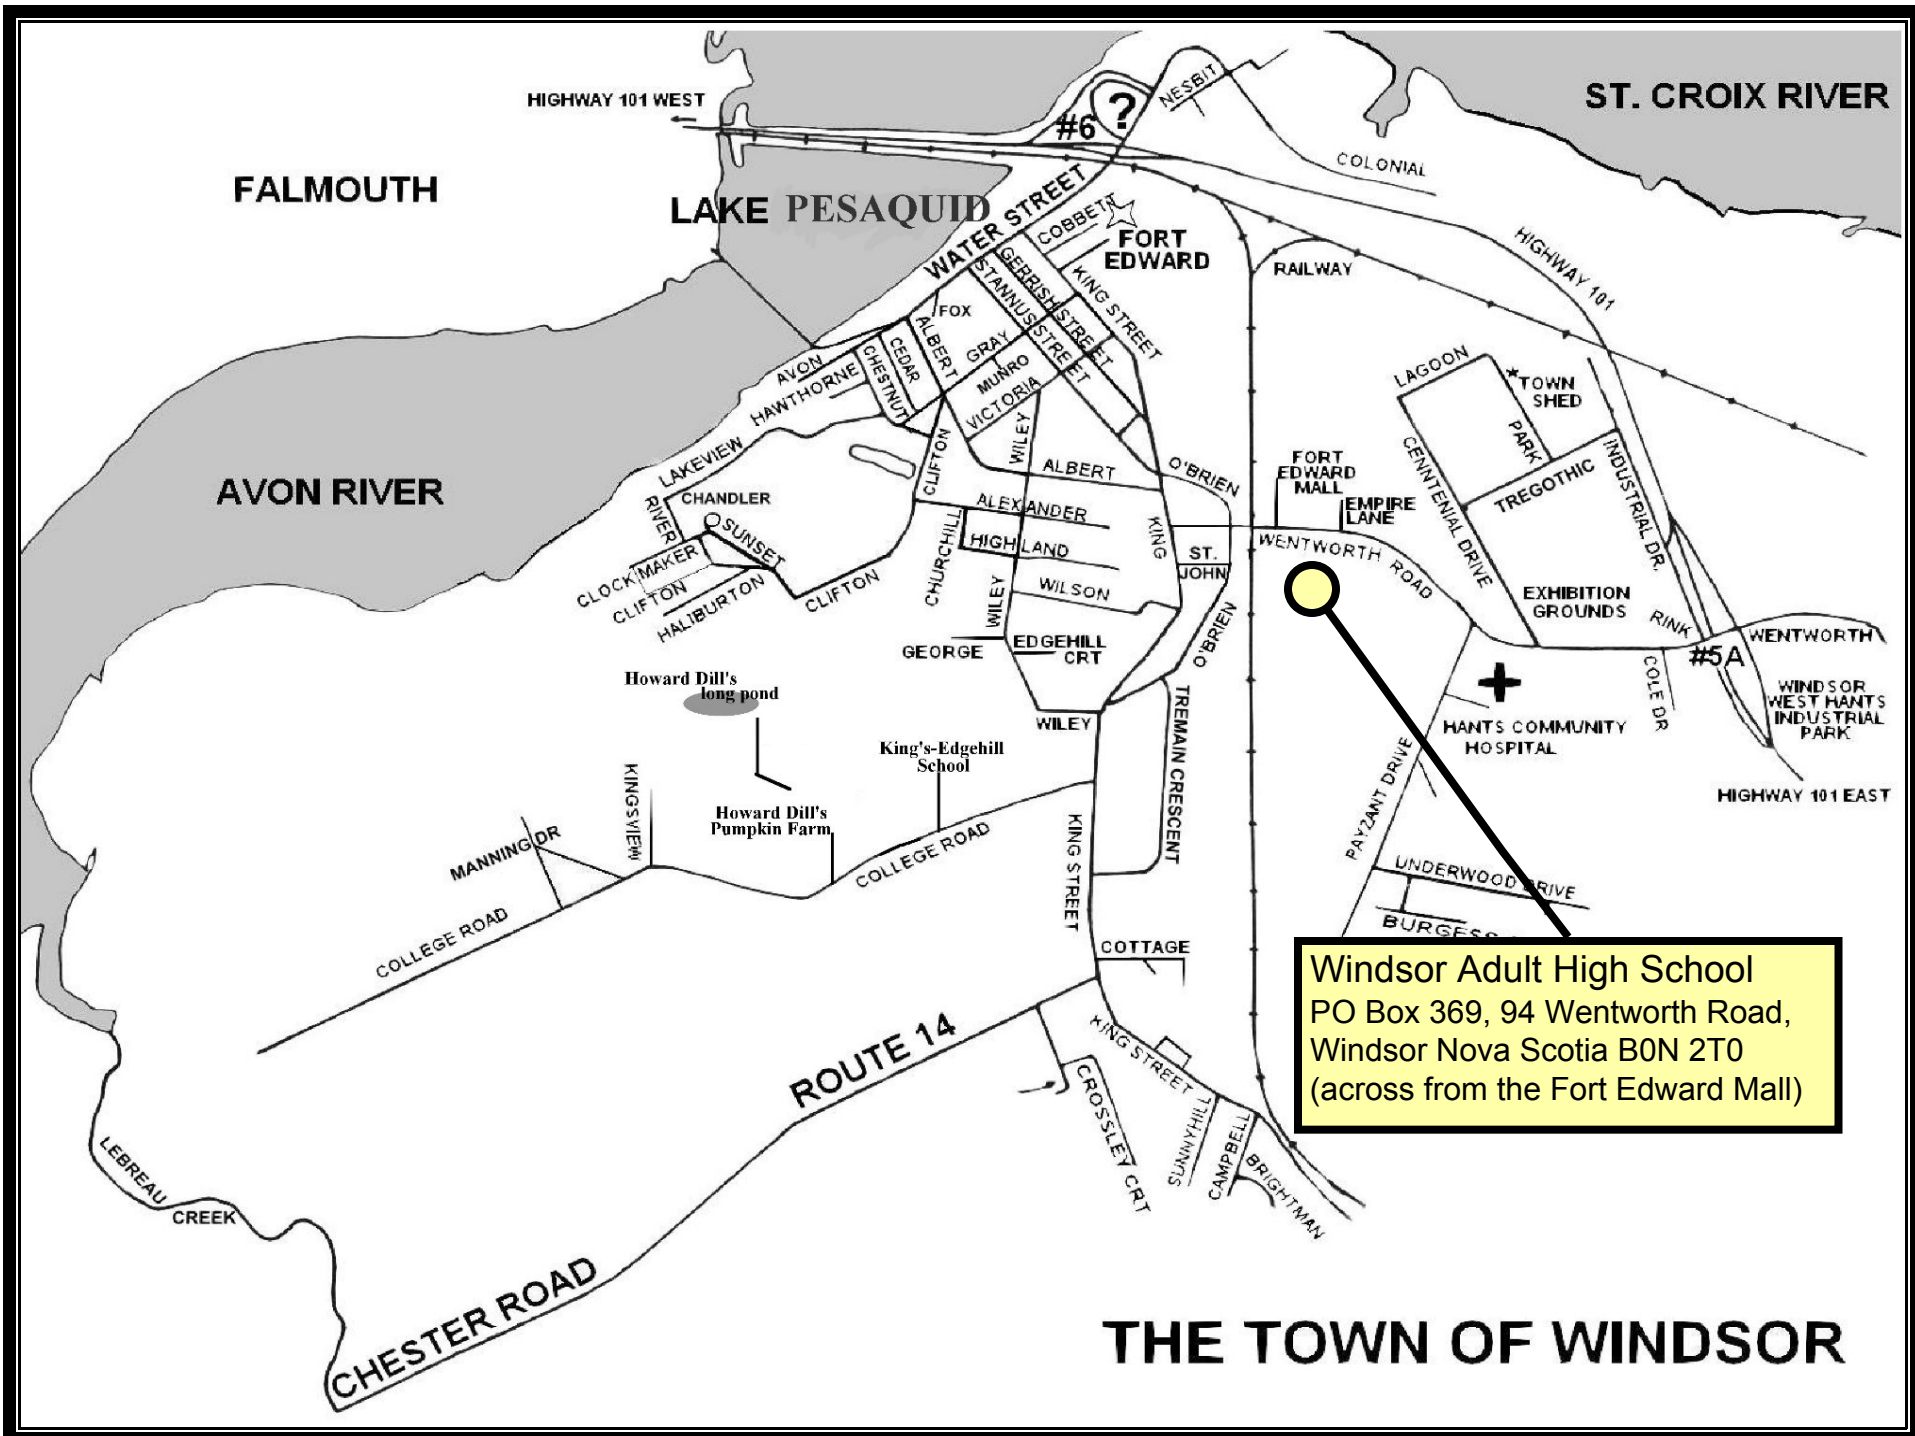 HIGHWAY 101 WEST
ST. CROIX RIVER
#6
?
NESBIT
COLONIAL
FALMOUTH
LAKE PESAQUID
WATER STREET
COBBETT
FORT
EDWARD
RAILWAY
HIGHWAY 101
GERRISH STREET
STANNUS STREET
KING STREET
FOX
ALBERT
GRAY
MUNRO
VICTORIA
CEDAR
CHESTNUT
AVON
HAWTHORNE
LAGOON
TOWN
SHED
PARK
TREGOTHIC
CENNTENIAL DRIVE
INDUSTRIAL DR.
LAKEVIEW
RIVER
CHANDLER
SUNSET
CLOCKMAKER
CLIFTON
HALIBURTON
CLIFTON
CLIFTON
WILEY
ALBERT
O'BRIEN
ALEXANDER
CHURCHILL
HIGHLAND
WILSON
WILEY
KING
ST.
JOHN
O'BRIEN
FORT
EDWARD
MALL
EMPIRE
LANE
WENTWORTH ROAD
EXHIBITION
GROUNDS
RINK
WENTWORTH
#5A
COLE DR
WINDSOR
WEST HANTS
INDUSTRIAL
PARK
HIGHWAY 101 EAST
HANTS COMMUNITY
HOSPITAL
AVON RIVER
GEORGE
EDGEHILL
CRT
WILEY
TREMAIN CRESCENT
Howard Dill's
long pond
King's-Edgehill
School
Howard Dill's
Pumpkin Farm
KINGSVIEW
MANNING DR
COLLEGE ROAD
COLLEGE ROAD
KING STREET
PAYZANT DRIVE
UNDERWOOD DRIVE
BURGESS
COTTAGE
Windsor Adult High School
PO Box 369, 94 Wentworth Road,
Windsor Nova Scotia B0N 2T0
(across from the Fort Edward Mall)
ROUTE 14
KING STREET
CROSSLEY CRT
SUNNYHILL
CAMPBELL
BRIGHTMAN
LEBREAU
CREEK
CHESTER ROAD
THE TOWN OF WINDSOR